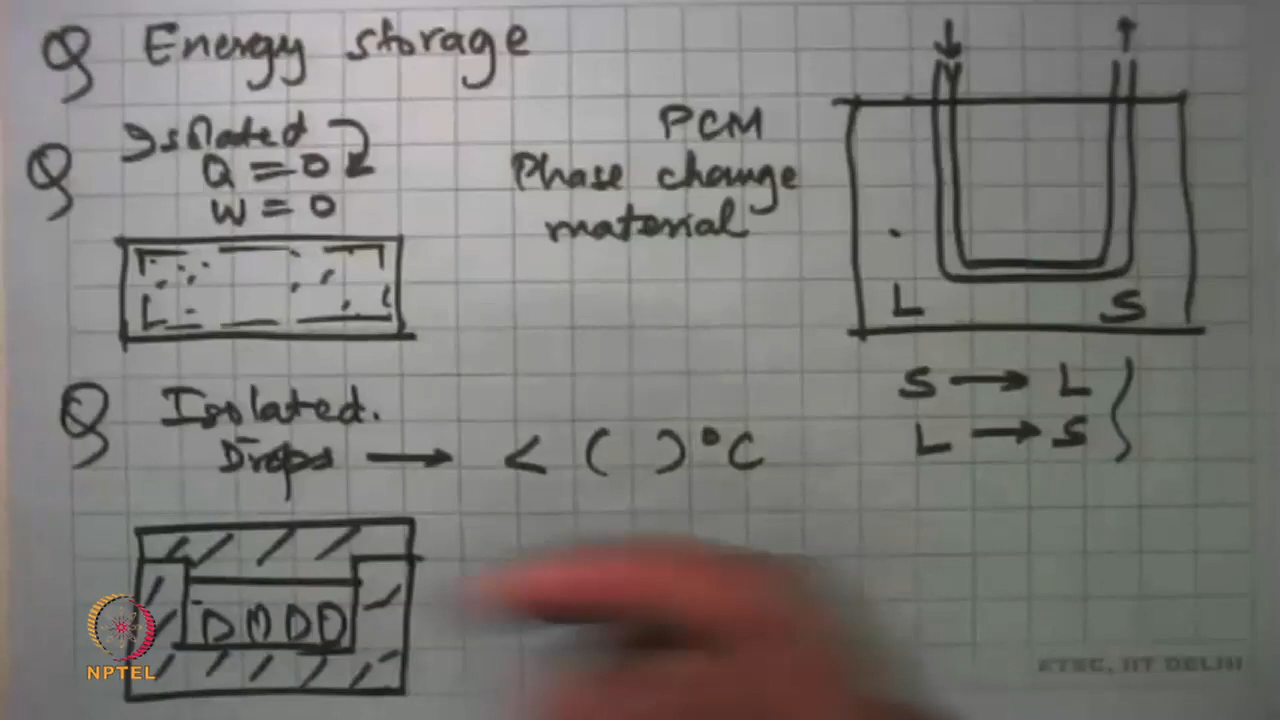 Q Energy storage
Q Isolated
Q = 0
W = 0
PCM
Phase change
material
L S
S → L
L → S
Q Isolated.
Drops → < ( ) °C
NPTEL
ETSC, IIT DELHI